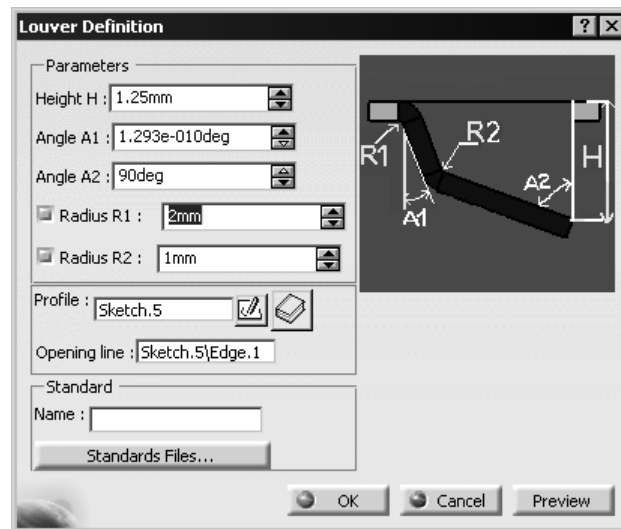 Louver Definition
Parameters
Height H : 1.25mm
Angle A1 : 1.293e-010deg
Angle A2 : 90deg
Radius R1 : 2mm
Radius R2 : 1mm
Profile : Sketch.5
Opening line : Sketch.5\Edge.1
Standard
Name :
Standards Files...
R1
R2
H
A2
A1
OK Cancel Preview